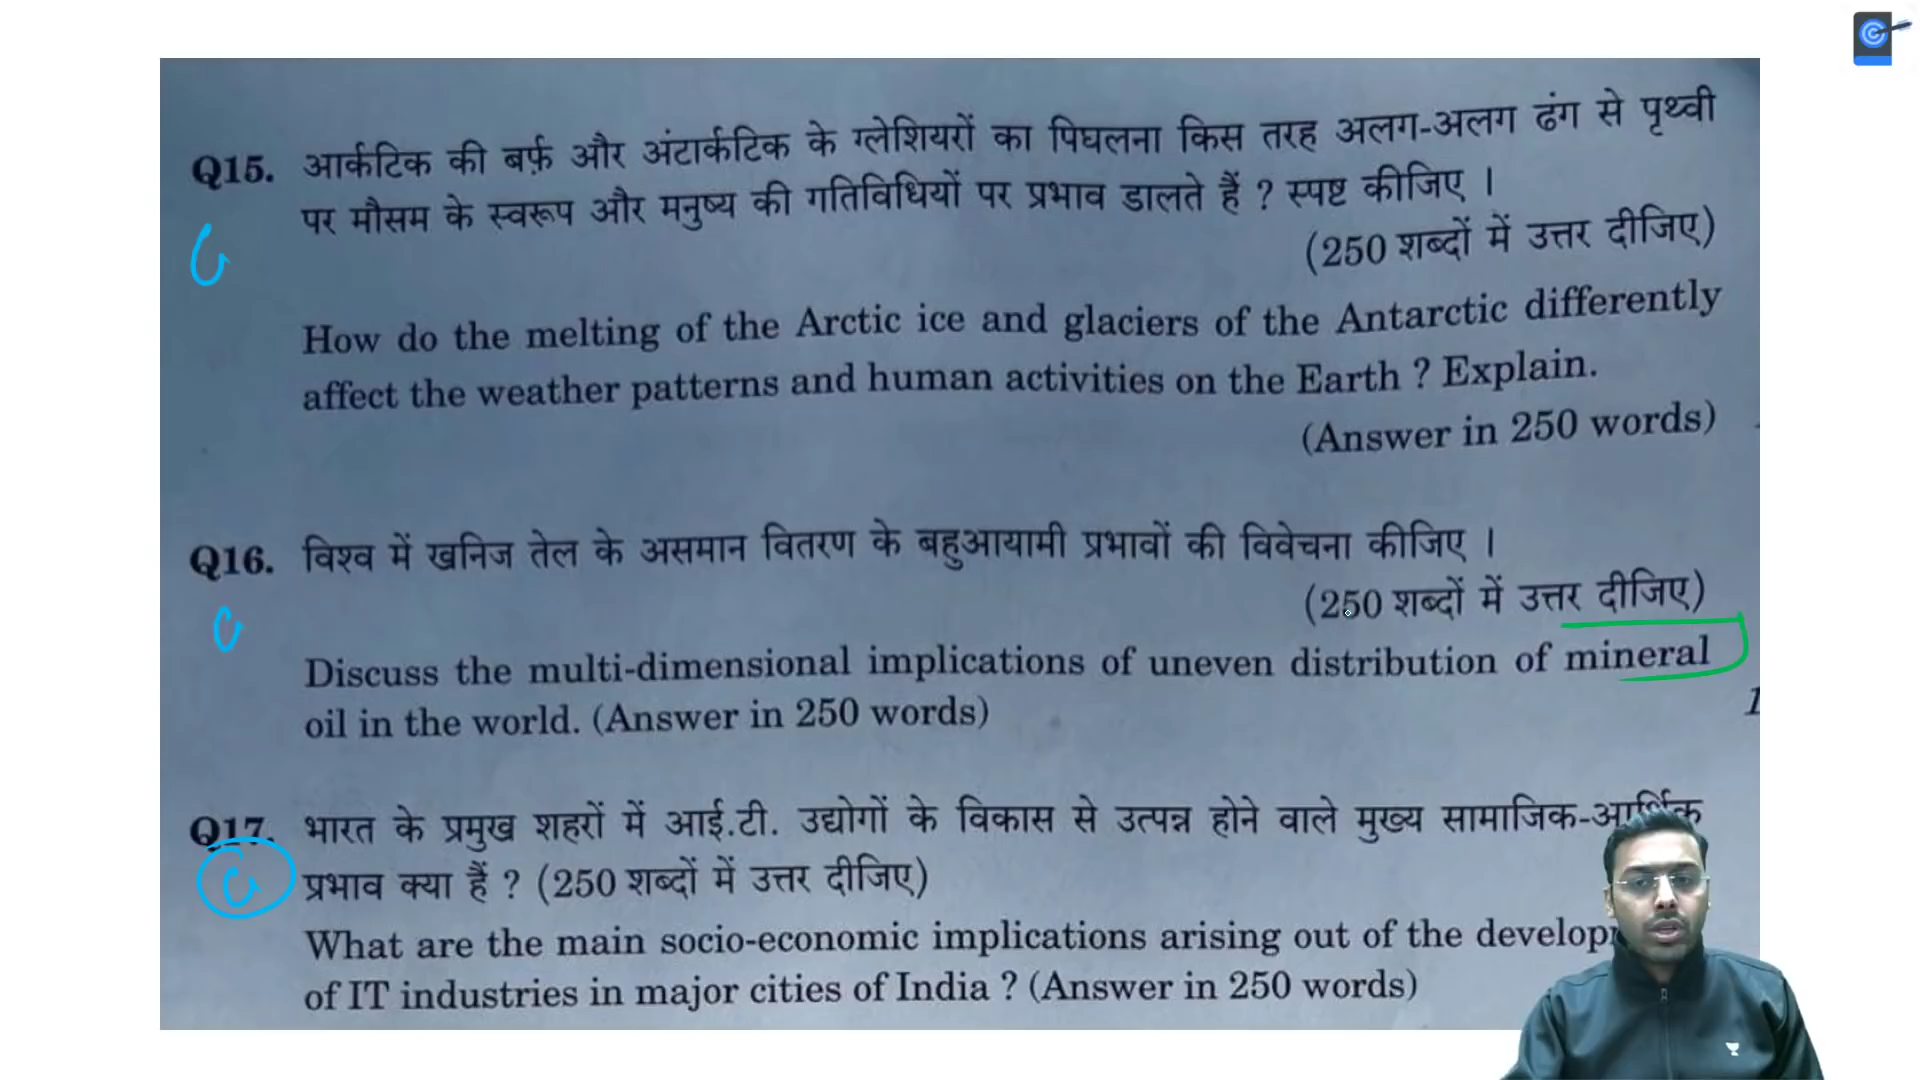 Q15. आर्कटिक की बर्फ़ और अंटार्कटिक के ग्लेशियरों का पिघलना किस तरह अलग-अलग ढंग से पृथ्वी
पर मौसम के स्वरूप और मनुष्य की गतिविधियों पर प्रभाव डालते हैं ? स्पष्ट कीजिए ।
(250 शब्दों में उत्तर दीजिए)
How do the melting of the Arctic ice and glaciers of the Antarctic differently
affect the weather patterns and human activities on the Earth ? Explain.
(Answer in 250 words)
Q16. विश्व में खनिज तेल के असमान वितरण के बहुआयामी प्रभावों की विवेचना कीजिए ।
(250 शब्दों में उत्तर दीजिए)
Discuss the multi-dimensional implications of uneven distribution of mineral
oil in the world. (Answer in 250 words)
Q17. भारत के प्रमुख शहरों में आई.टी. उद्योगों के विकास से उत्पन्न होने वाले मुख्य सामाजिक-आर्थिक
प्रभाव क्या हैं ? (250 शब्दों में उत्तर दीजिए)
What are the main socio-economic implications arising out of the
of IT industries in major cities of India ? (Answer in 250 words)